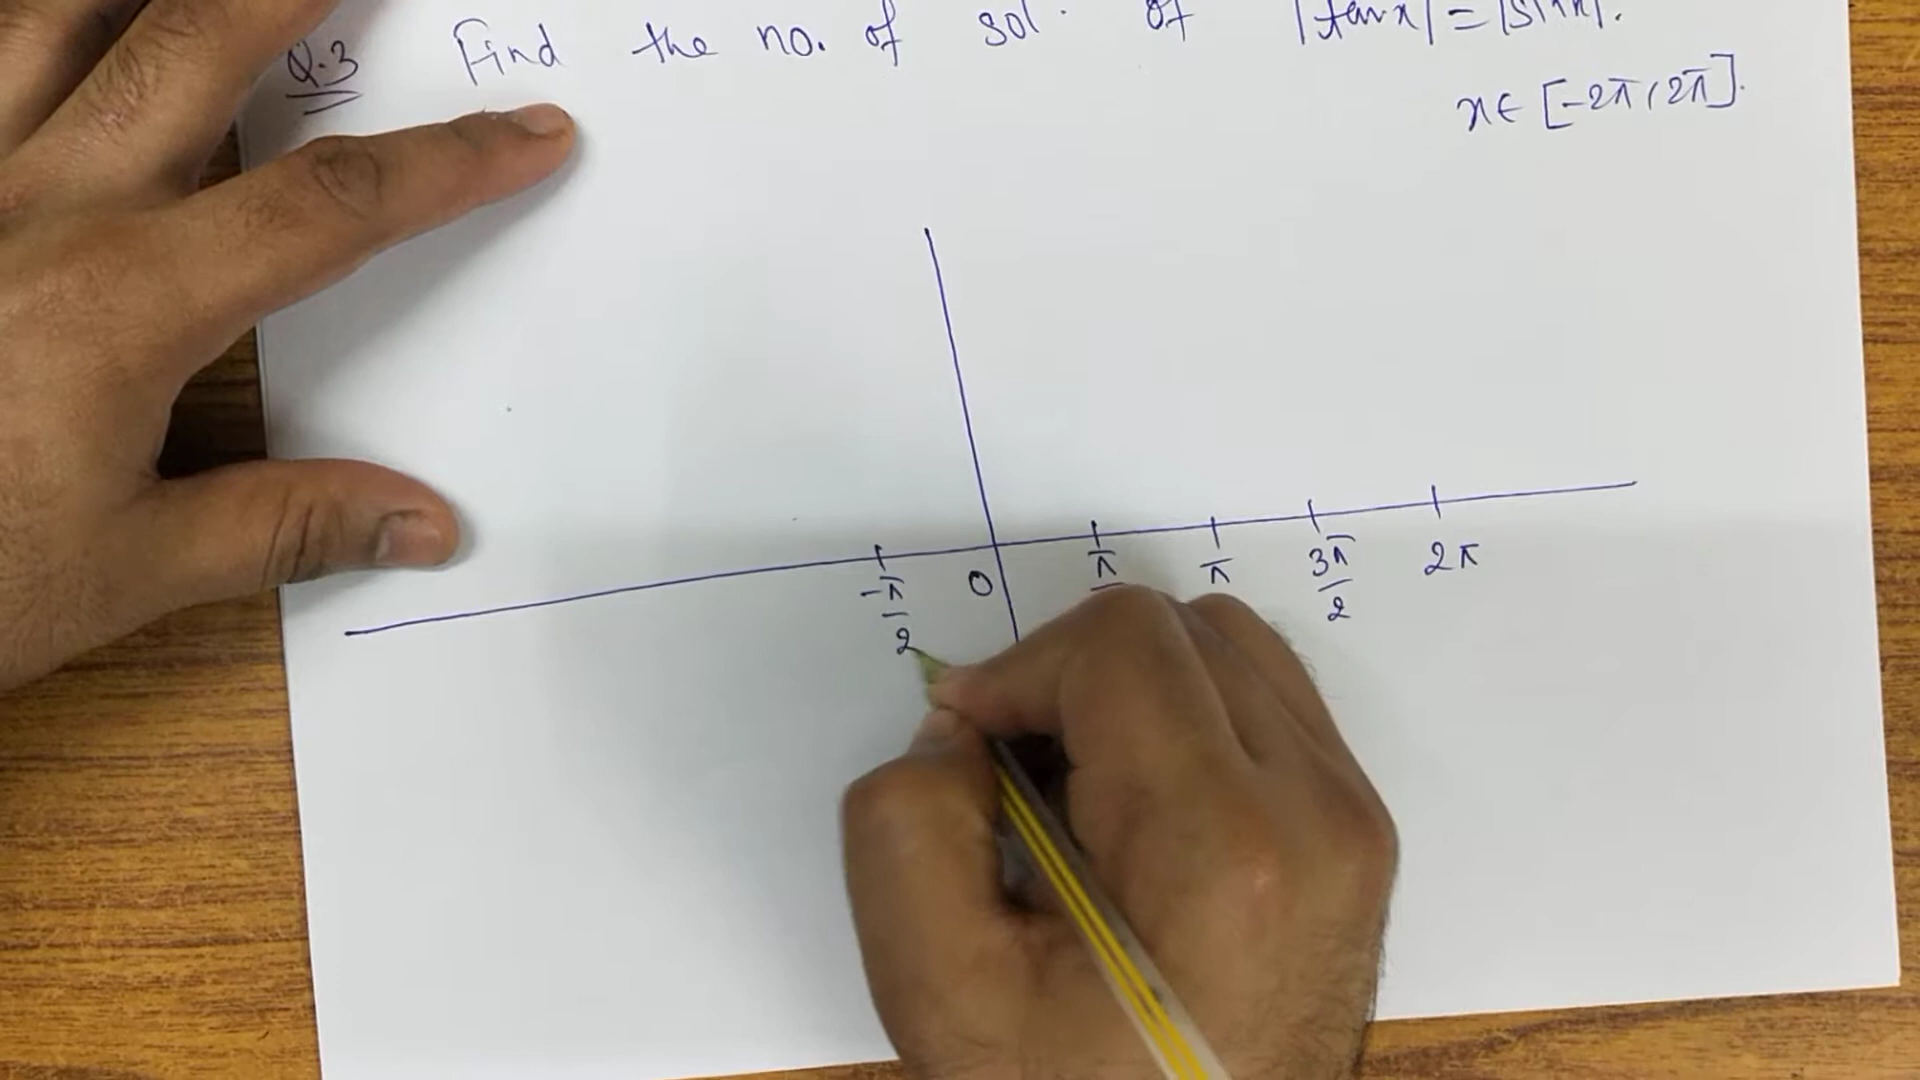 Q.3 Find the no. of sol. of |tan x| = |sin x|.
x ∈ [-2π, 2π].
-π/2 0 π π 3π/2 2π